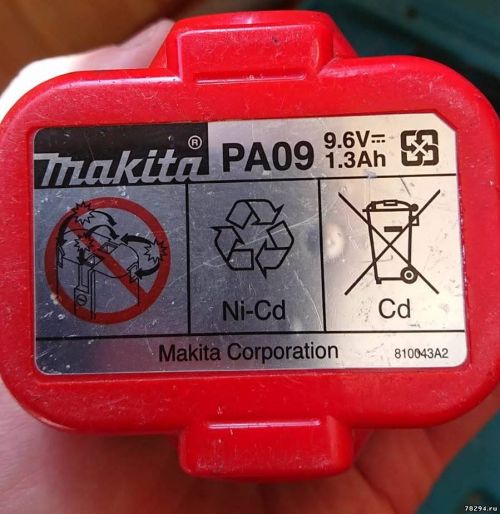 makita® PA09 9.6V⎓ 1.3Ah
Ni-Cd
Cd
Makita Corporation
810043A2
78294.ru